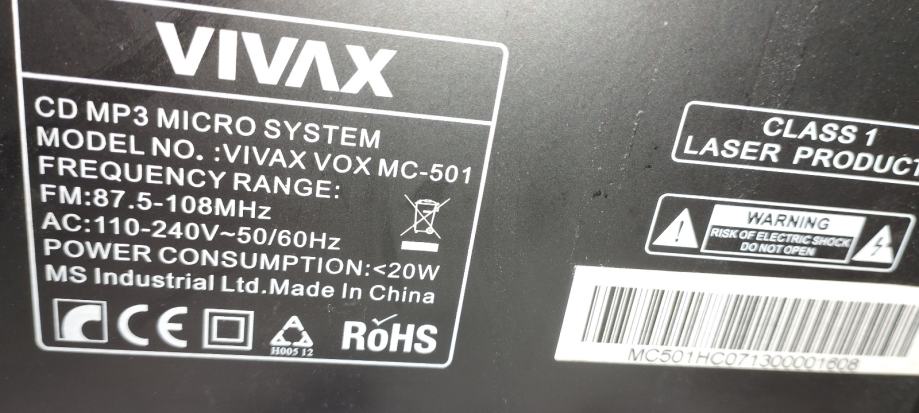 VIVAX
CD MP3 MICRO SYSTEM
MODEL NO. :VIVAX VOX MC-501
FREQUENCY RANGE:
FM:87.5-108MHz
AC:110-240V~50/60Hz
POWER CONSUMPTION:<20W
MS Industrial Ltd.Made In China
CE
H005 12
RoHS
CLASS 1
LASER PRODUCT
WARNING
RISK OF ELECTRIC SHOCK
DO NOT OPEN
MC501HC071300001608